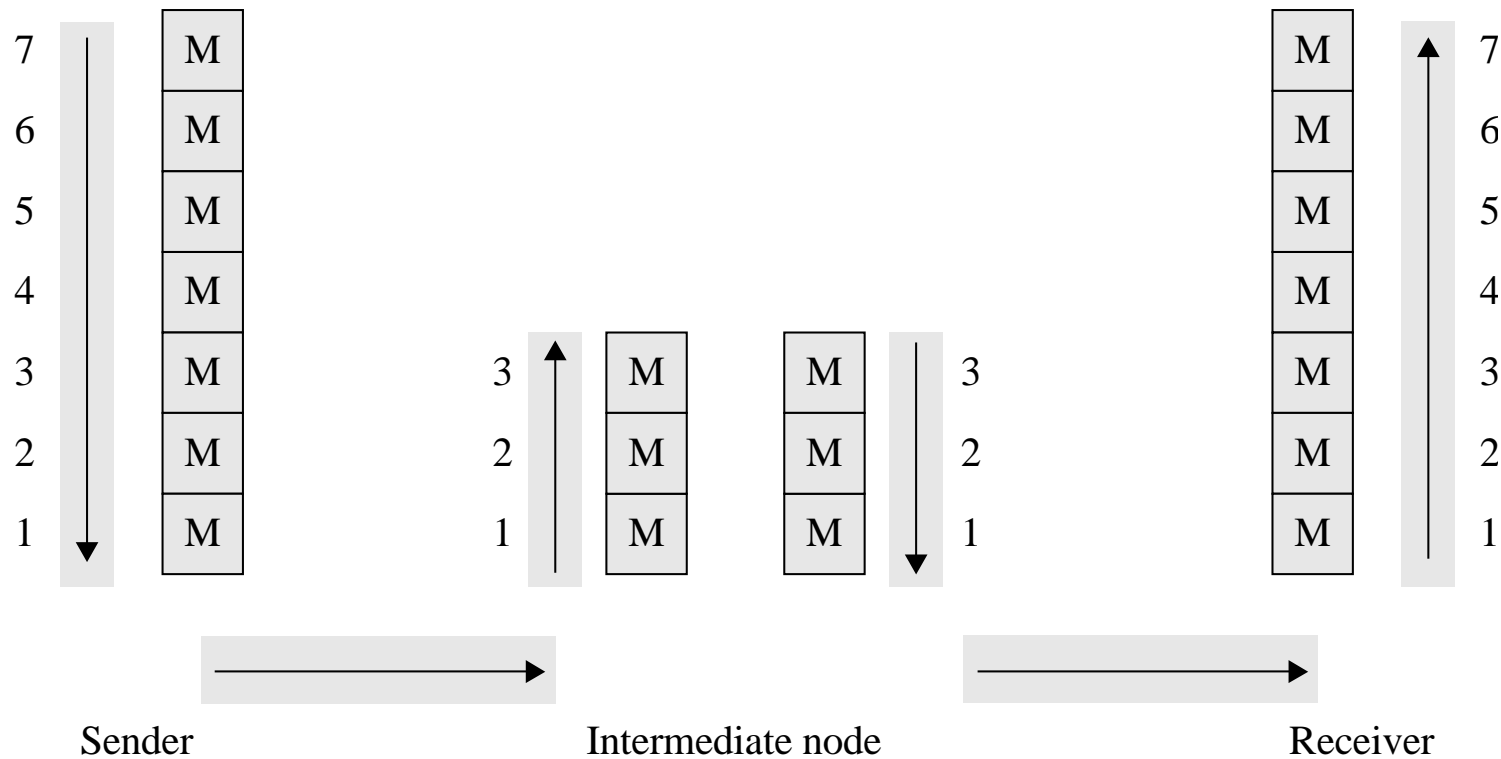 7 M M 7
6 M M 6
5 M M 5
4 M M 4
3 M 3 M M 3 M 3
2 M 2 M M 2 M 2
1 M 1 M M 1 M 1
Sender Intermediate node Receiver